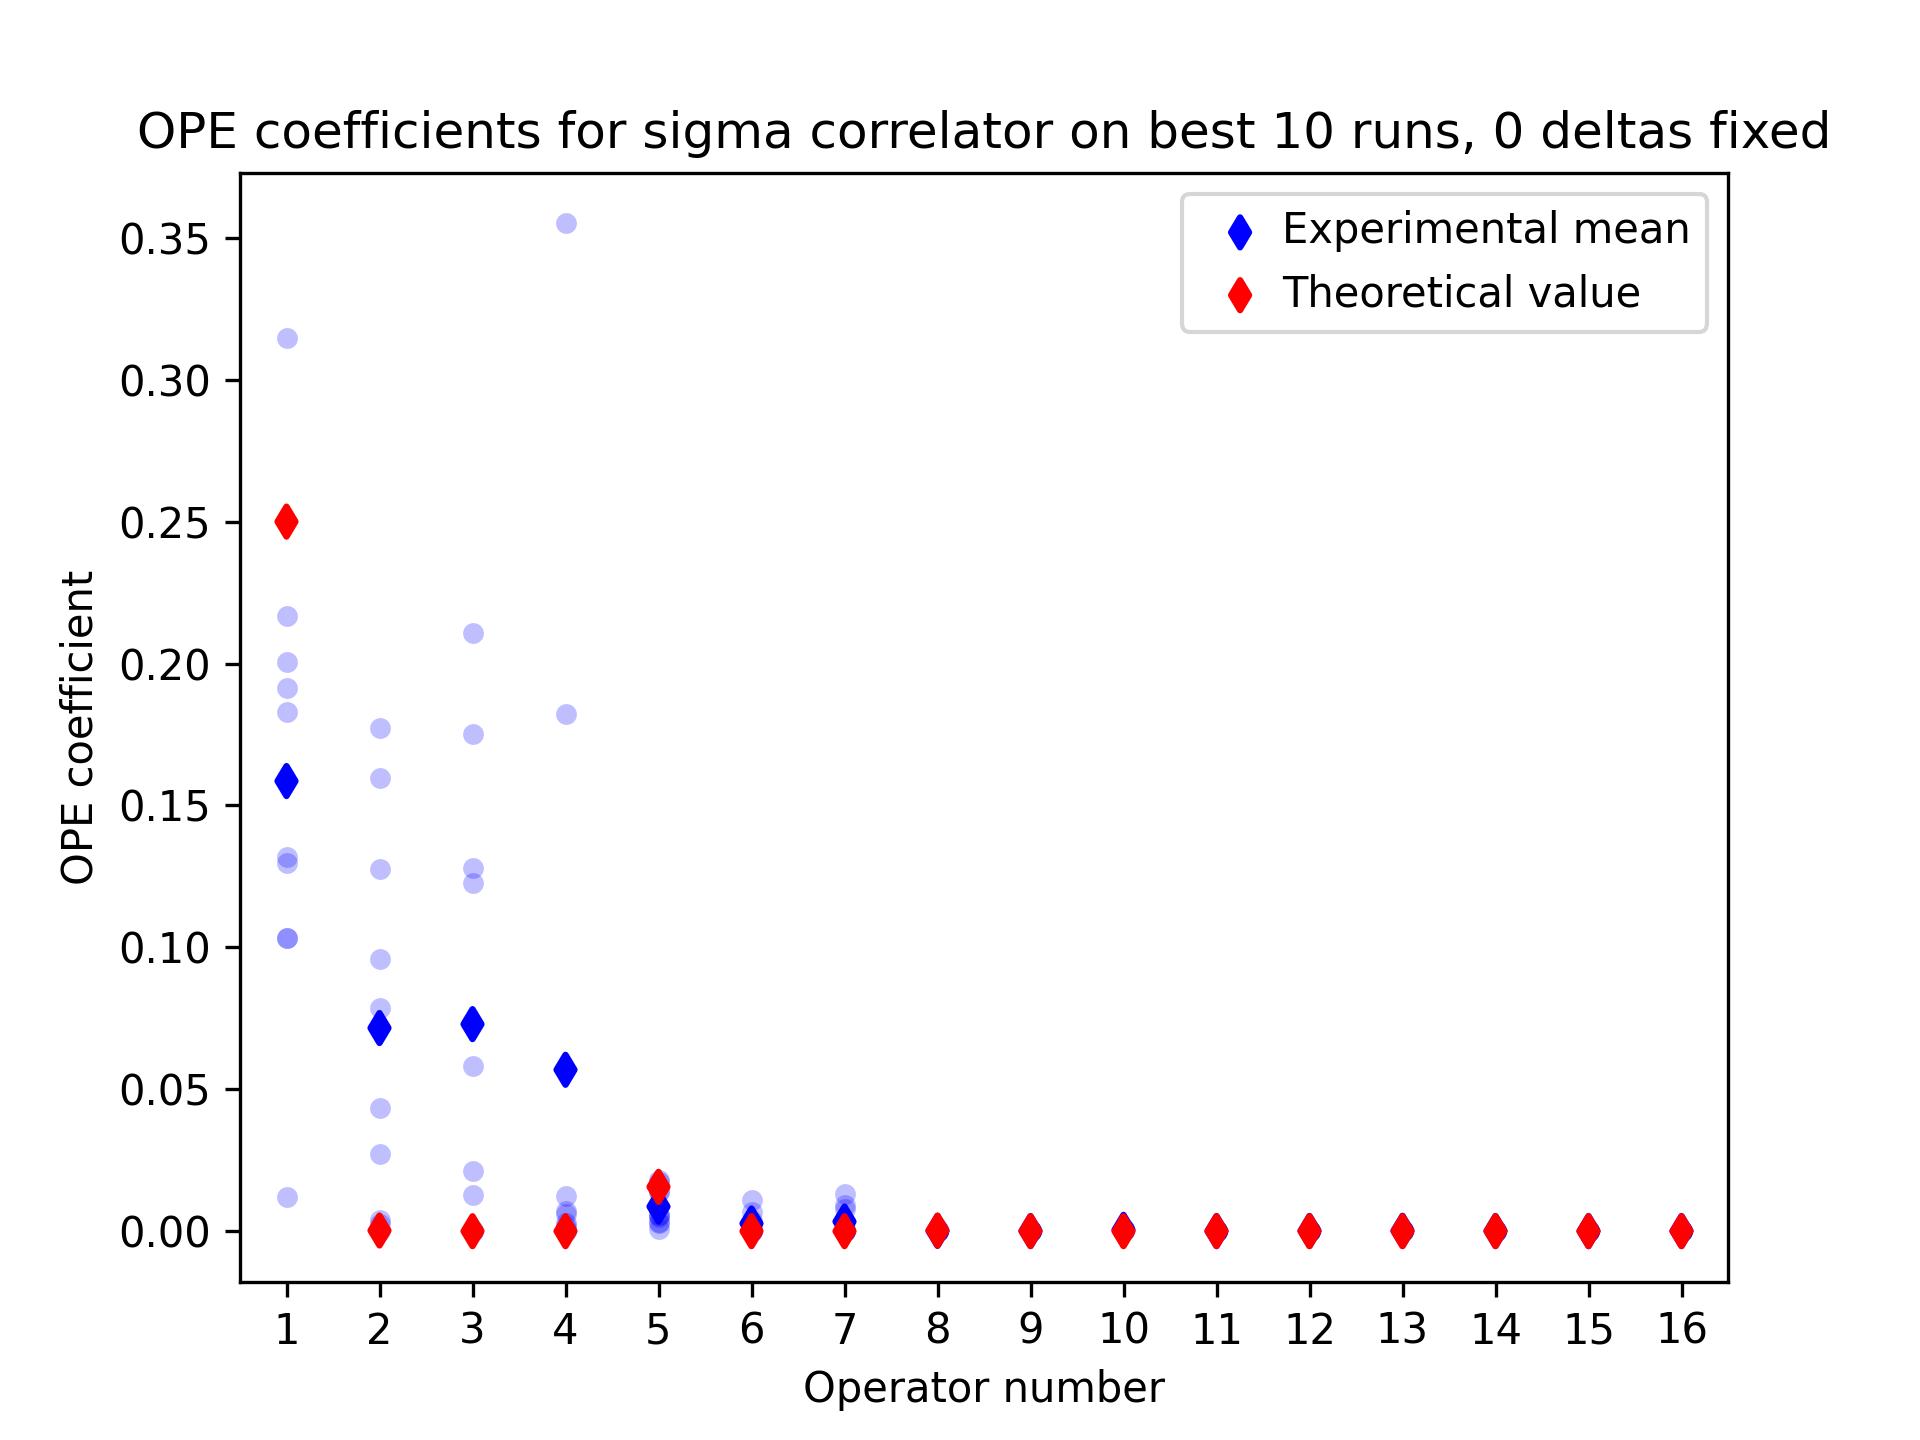 OPE coefficients for sigma correlator on best 10 runs, 0 deltas fixed
Experimental mean
Theoretical value
OPE coefficient
0.35
0.30
0.25
0.20
0.15
0.10
0.05
0.00
1 2 3 4 5 6 7 8 9 10 11 12 13 14 15 16
Operator number